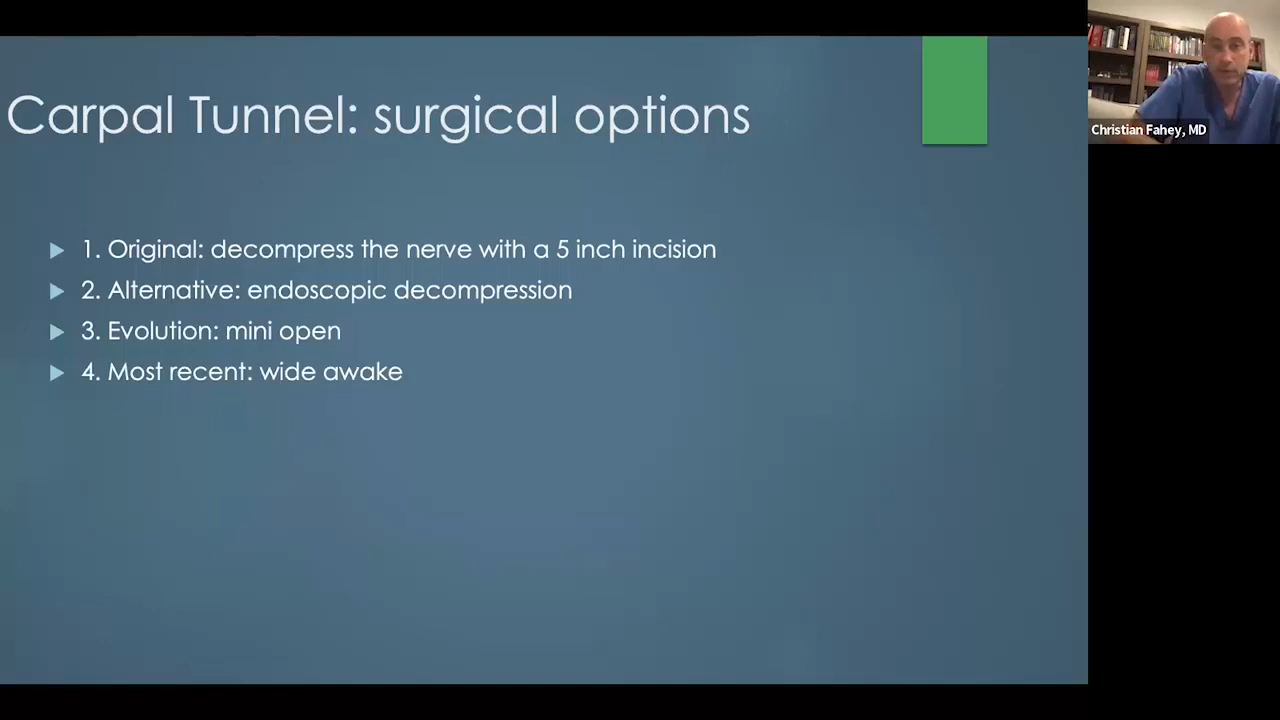 Carpal Tunnel: surgical options
1. Original: decompress the nerve with a 5 inch incision
2. Alternative: endoscopic decompression
3. Evolution: mini open
4. Most recent: wide awake
Christian Fahey, MD